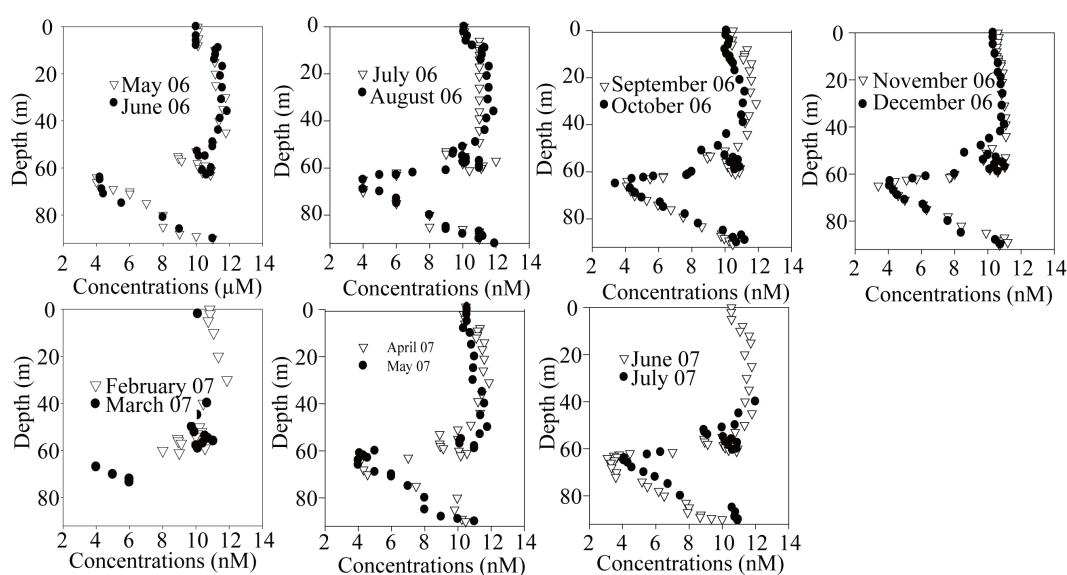 0
20
40
60
80
Depth (m)
May 06
June 06
2 4 6 8 10 12 14
Concentrations (µM)
0
20
40
60
80
Depth (m)
July 06
August 06
2 4 6 8 10 12 14
Concentrations (nM)
0
20
40
60
80
Depth (m)
September 06
October 06
2 4 6 8 10 12 14
Concentrations (nM)
0
20
40
60
80
Depth (m)
November 06
December 06
2 4 6 8 10 12 14
Concentrations (nM)
0
20
40
60
80
Depth (m)
February 07
March 07
2 4 6 8 10 12 14
Concentrations (nM)
0
20
40
60
80
Depth (m)
April 07
May 07
2 4 6 8 10 12 14
Concentrations (nM)
0
20
40
60
80
Depth (m)
June 07
July 07
2 4 6 8 10 12 14
Concentrations (nM)